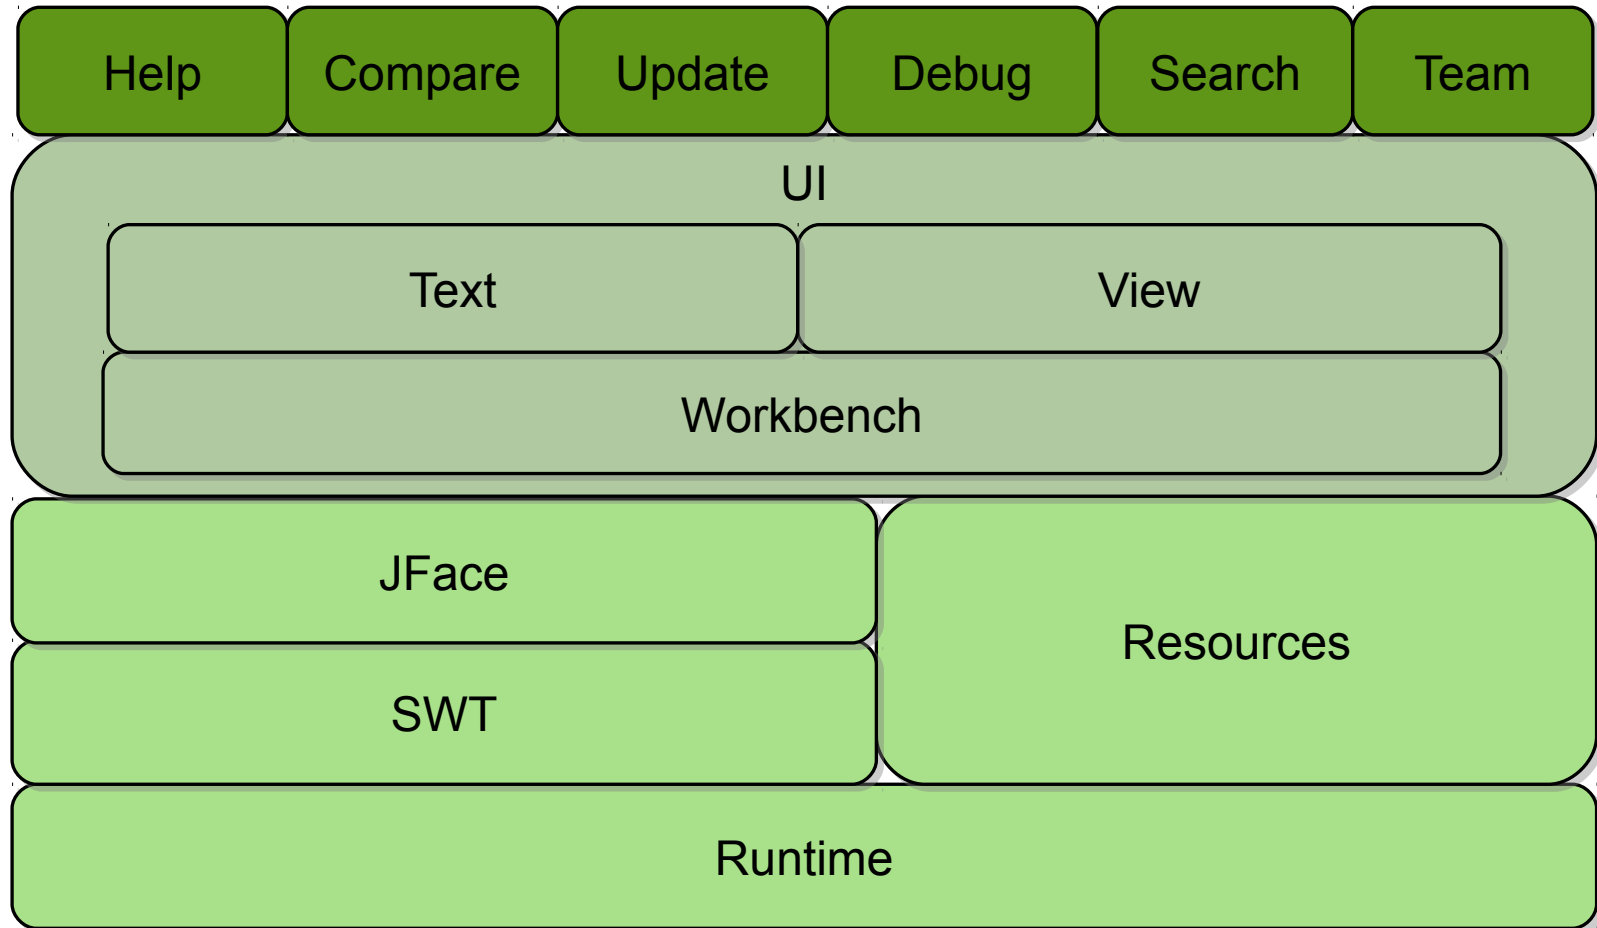 Help Compare Update Debug Search Team
UI
Text View
Workbench
JFace
Resources
SWT
Runtime